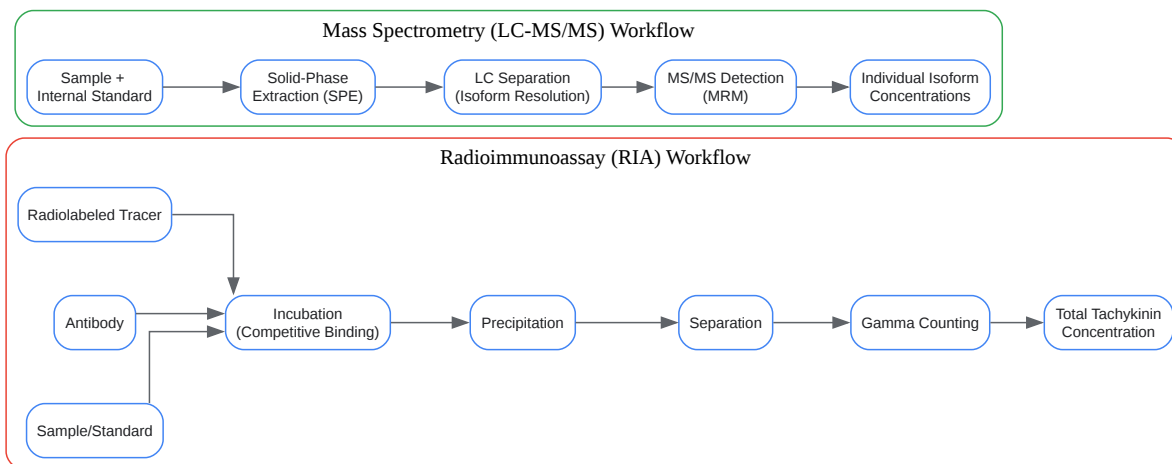 Mass Spectrometry (LC-MS/MS) Workflow
Sample +
Internal Standard
Solid-Phase
Extraction (SPE)
LC Separation
(Isoform Resolution)
MS/MS Detection
(MRM)
Individual Isoform
Concentrations
Radioimmunoassay (RIA) Workflow
Radiolabeled Tracer
Antibody
Sample/Standard
Incubation
(Competitive Binding)
Precipitation
Separation
Gamma Counting
Total Tachykinin
Concentration